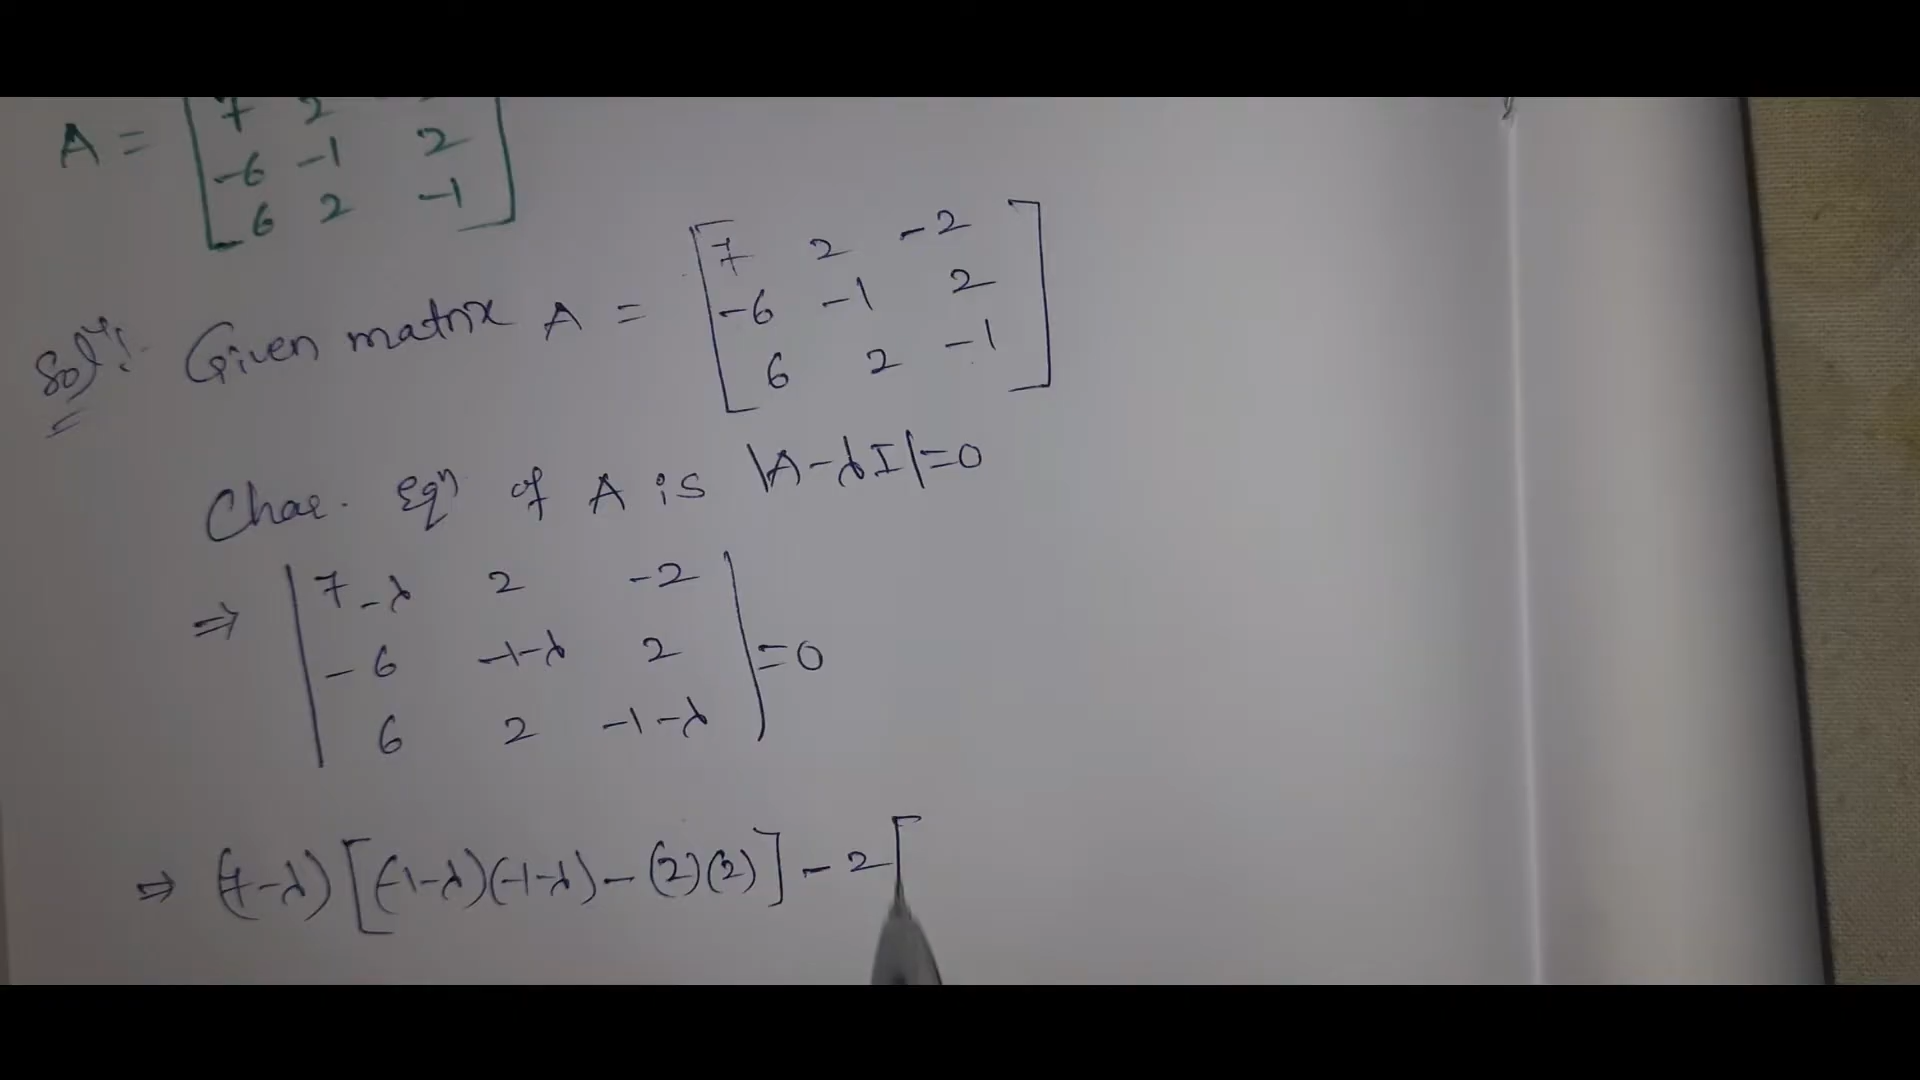 7 2
A = -6 -1 2
6 2 -1
Sol!: Given matrix A = 7 2 -2
-6 -1 2
6 2 -1
Char. Eqn of A is |A-λI|=0
⇒ | 7-λ 2 -2
-6 -1-λ 2 | =0
6 2 -1-λ
⇒ (7-λ) [(-1-λ)(-1-λ) - (2)(2)] - 2[